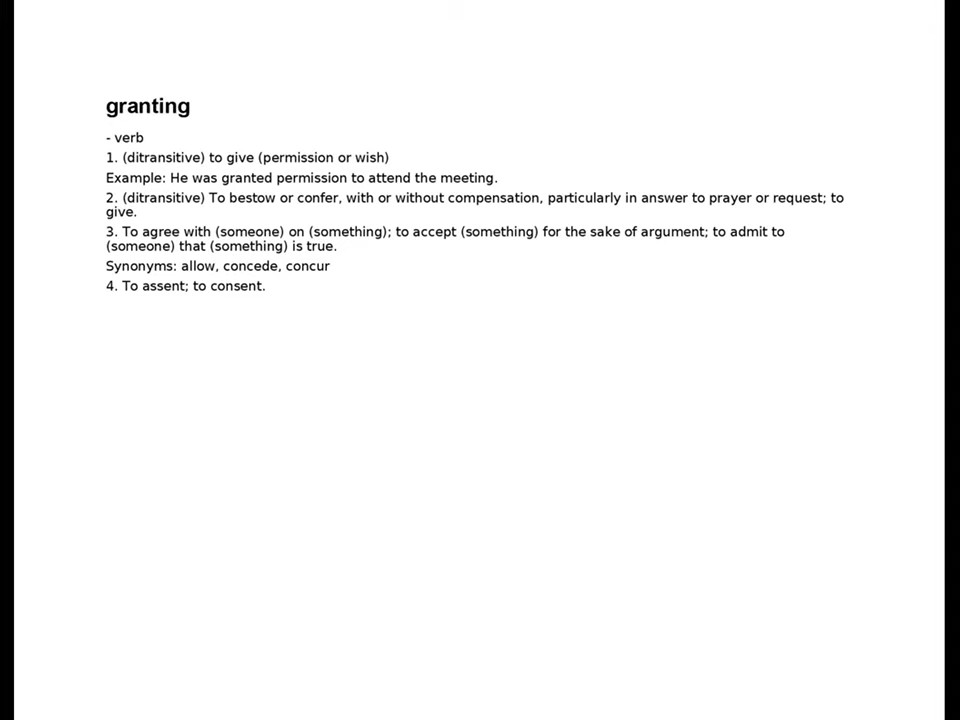 granting
- verb
1. (ditransitive) to give (permission or wish)
Example: He was granted permission to attend the meeting.
2. (ditransitive) To bestow or confer, with or without compensation, particularly in answer to prayer or request; to
give.
3. To agree with (someone) on (something); to accept (something) for the sake of argument; to admit to
(someone) that (something) is true.
Synonyms: allow, concede, concur
4. To assent; to consent.